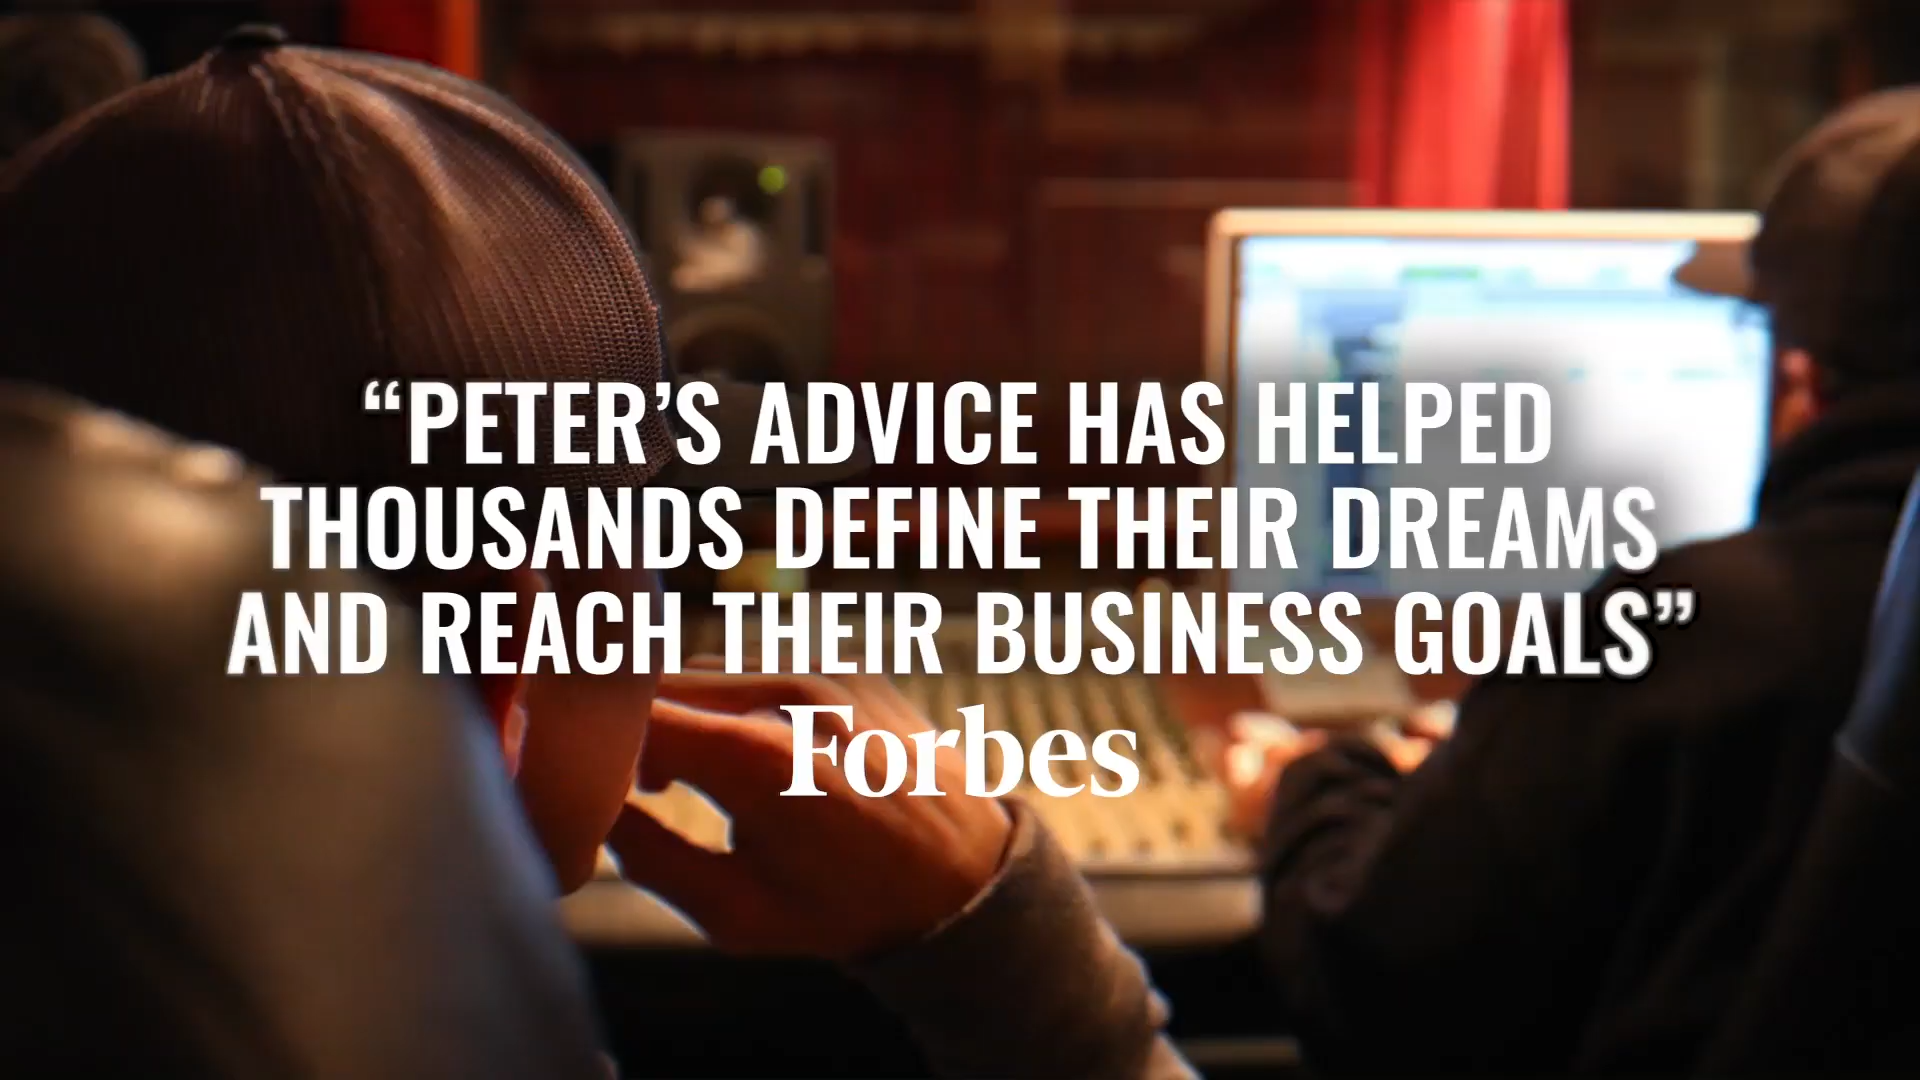 “PETER’S ADVICE HAS HELPED
THOUSANDS DEFINE THEIR DREAMS
AND REACH THEIR BUSINESS GOALS”
Forbes